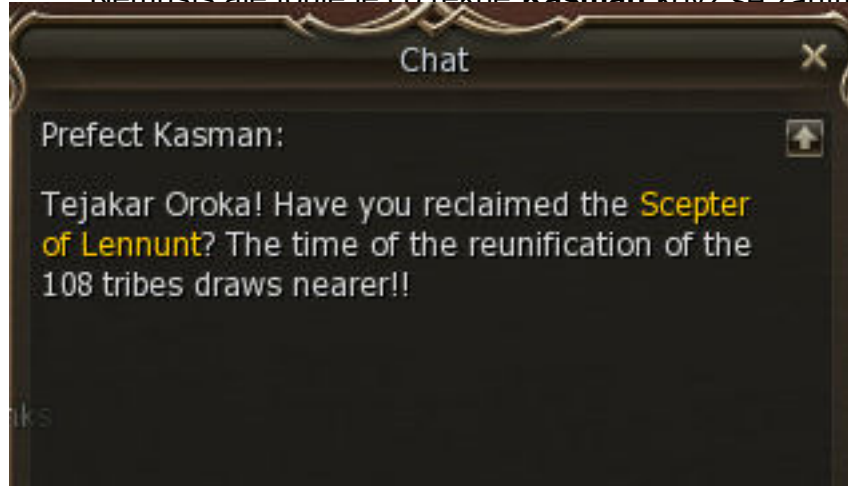 Kasman
Chat
Prefect Kasman:
Tejakar Oroka! Have you reclaimed the Scepter
of Lennunt? The time of the reunification of the
108 tribes draws nearer!!